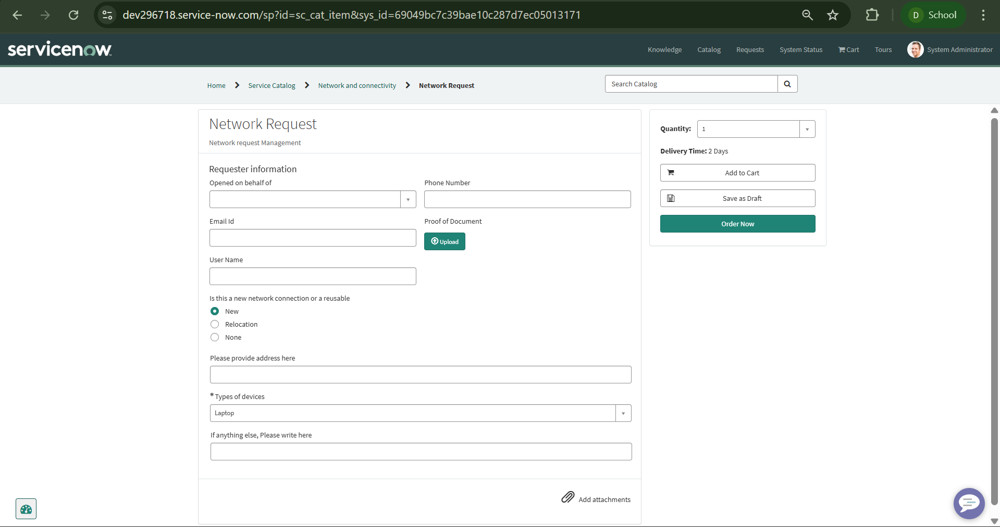 dev296718.service-now.com/sp?id=sc_cat_item&sys_id=69049bc7c39bae10c287d7ec05013171
D School
servicenow
Knowledge Catalog Requests System Status Cart Tours System Administrator
Home Service Catalog Network and connectivity Network Request
Search Catalog
Network Request
Network request Management
Requester information
Opened on behalf of
Phone Number
Email Id
Proof of Document
Upload
User Name
Is this a new network connection or a reusable
New
Relocation
None
Please provide address here
* Types of devices
Laptop
If anything else, Please write here
Add attachments
Quantity: 1
Delivery Time: 2 Days
Add to Cart
Save as Draft
Order Now